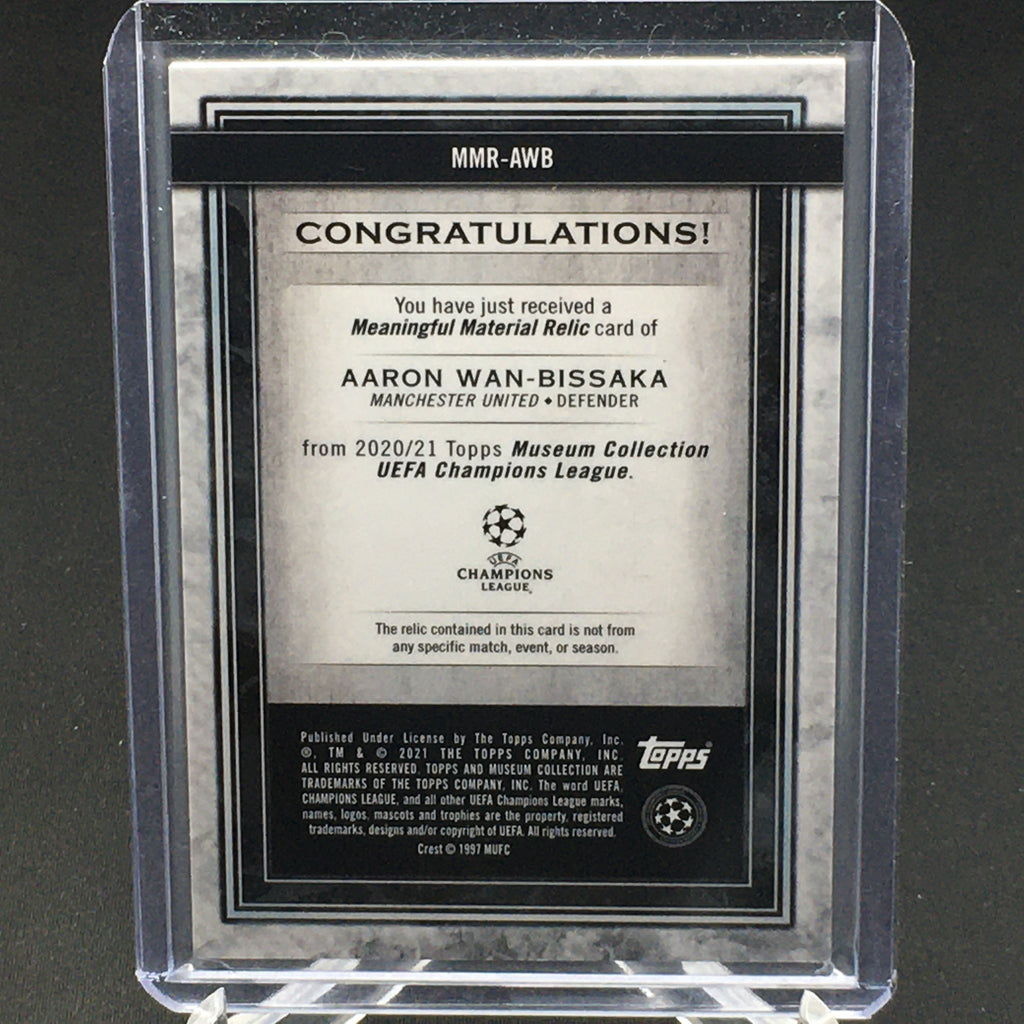 MMR-AWB
CONGRATULATIONS!
You have just received a
Meaningful Material Relic card of
AARON WAN-BISSAKA
MANCHESTER UNITED ◆ DEFENDER
from 2020/21 Topps Museum Collection
UEFA Champions League.
UEFA
CHAMPIONS
LEAGUE
The relic contained in this card is not from
any specific match, event, or season.
Published Under License by The Topps Company, Inc.
®, TM & © 2021 THE TOPPS COMPANY, INC.
ALL RIGHTS RESERVED. TOPPS AND MUSEUM COLLECTION ARE
TRADEMARKS OF THE TOPPS COMPANY, INC. The word UEFA,
CHAMPIONS LEAGUE, and all other UEFA Champions League marks,
names, logos, mascots and trophies are the property, registered
trademarks, designs and/or copyright of UEFA. All rights reserved.
Crest © 1997 MUFC
Topps®